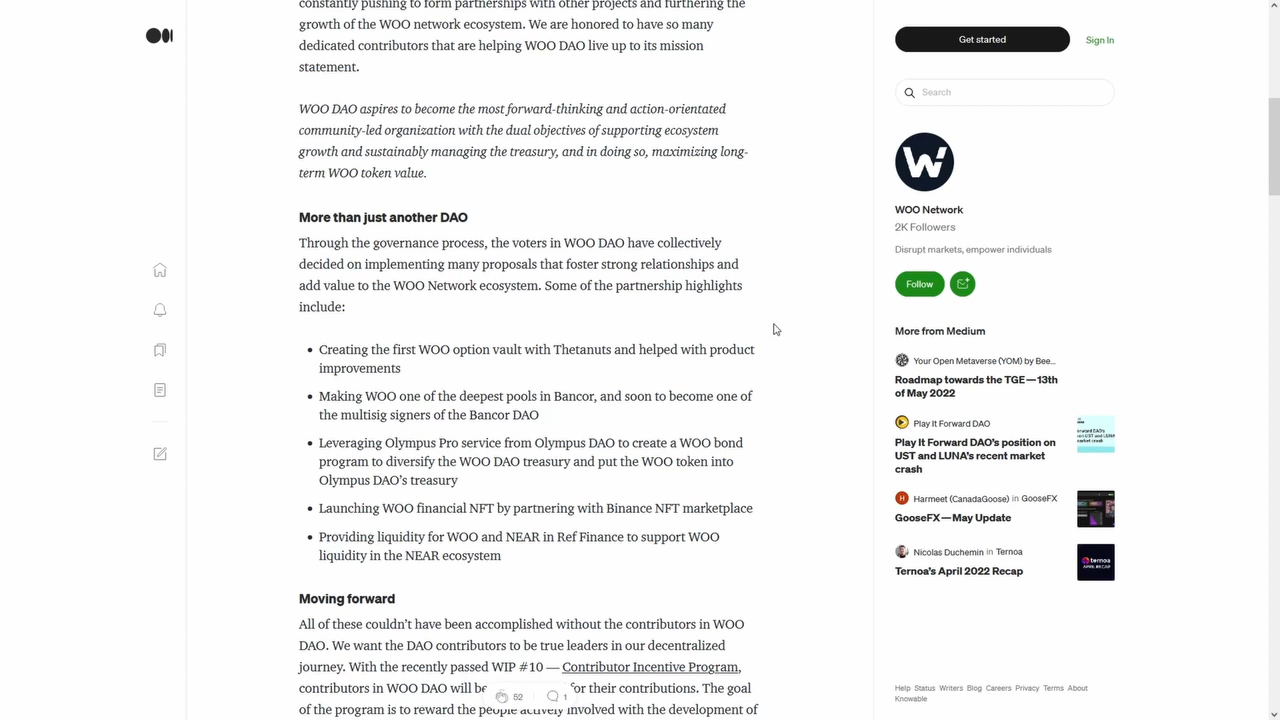 constantly pushing to form partnerships with other projects and furthering the
growth of the WOO network ecosystem. We are honored to have so many
dedicated contributors that are helping WOO DAO live up to its mission
statement.
WOO DAO aspires to become the most forward-thinking and action-orientated
community-led organization with the dual objectives of supporting ecosystem
growth and sustainably managing the treasury, and in doing so, maximizing long-
term WOO token value.
More than just another DAO
Through the governance process, the voters in WOO DAO have collectively
decided on implementing many proposals that foster strong relationships and
add value to the WOO Network ecosystem. Some of the partnership highlights
include:
• Creating the first WOO option vault with Thetanuts and helped with product
improvements
• Making WOO one of the deepest pools in Bancor, and soon to become one of
the multisig signers of the Bancor DAO
• Leveraging Olympus Pro service from Olympus DAO to create a WOO bond
program to diversify the WOO DAO treasury and put the WOO token into
Olympus DAO's treasury
• Launching WOO financial NFT by partnering with Binance NFT marketplace
• Providing liquidity for WOO and NEAR in Ref Finance to support WOO
liquidity in the NEAR ecosystem
Moving forward
All of these couldn't have been accomplished without the contributors in WOO
DAO. We want the DAO contributors to be true leaders in our decentralized
journey. With the recently passed WIP #10 — Contributor Incentive Program,
contributors in WOO DAO will be for their contributions. The goal
of the program is to reward the people actively involved with the development of
52
1
Get started
Sign In
Search
W
WOO Network
2K Followers
Disrupt markets, empower individuals
Follow
More from Medium
Your Open Metaverse (YOM) by Bee...
Roadmap towards the TGE — 13th
of May 2022
Play It Forward DAO
Play It Forward DAO's position on
UST and LUNA's recent market
crash
H
Harmeet (CanadaGoose) in GooseFX
GooseFX — May Update
Nicolas Duchemin in Ternoa
Ternoa's April 2022 Recap
Help Status Writers Blog Careers Privacy Terms About
Knowable